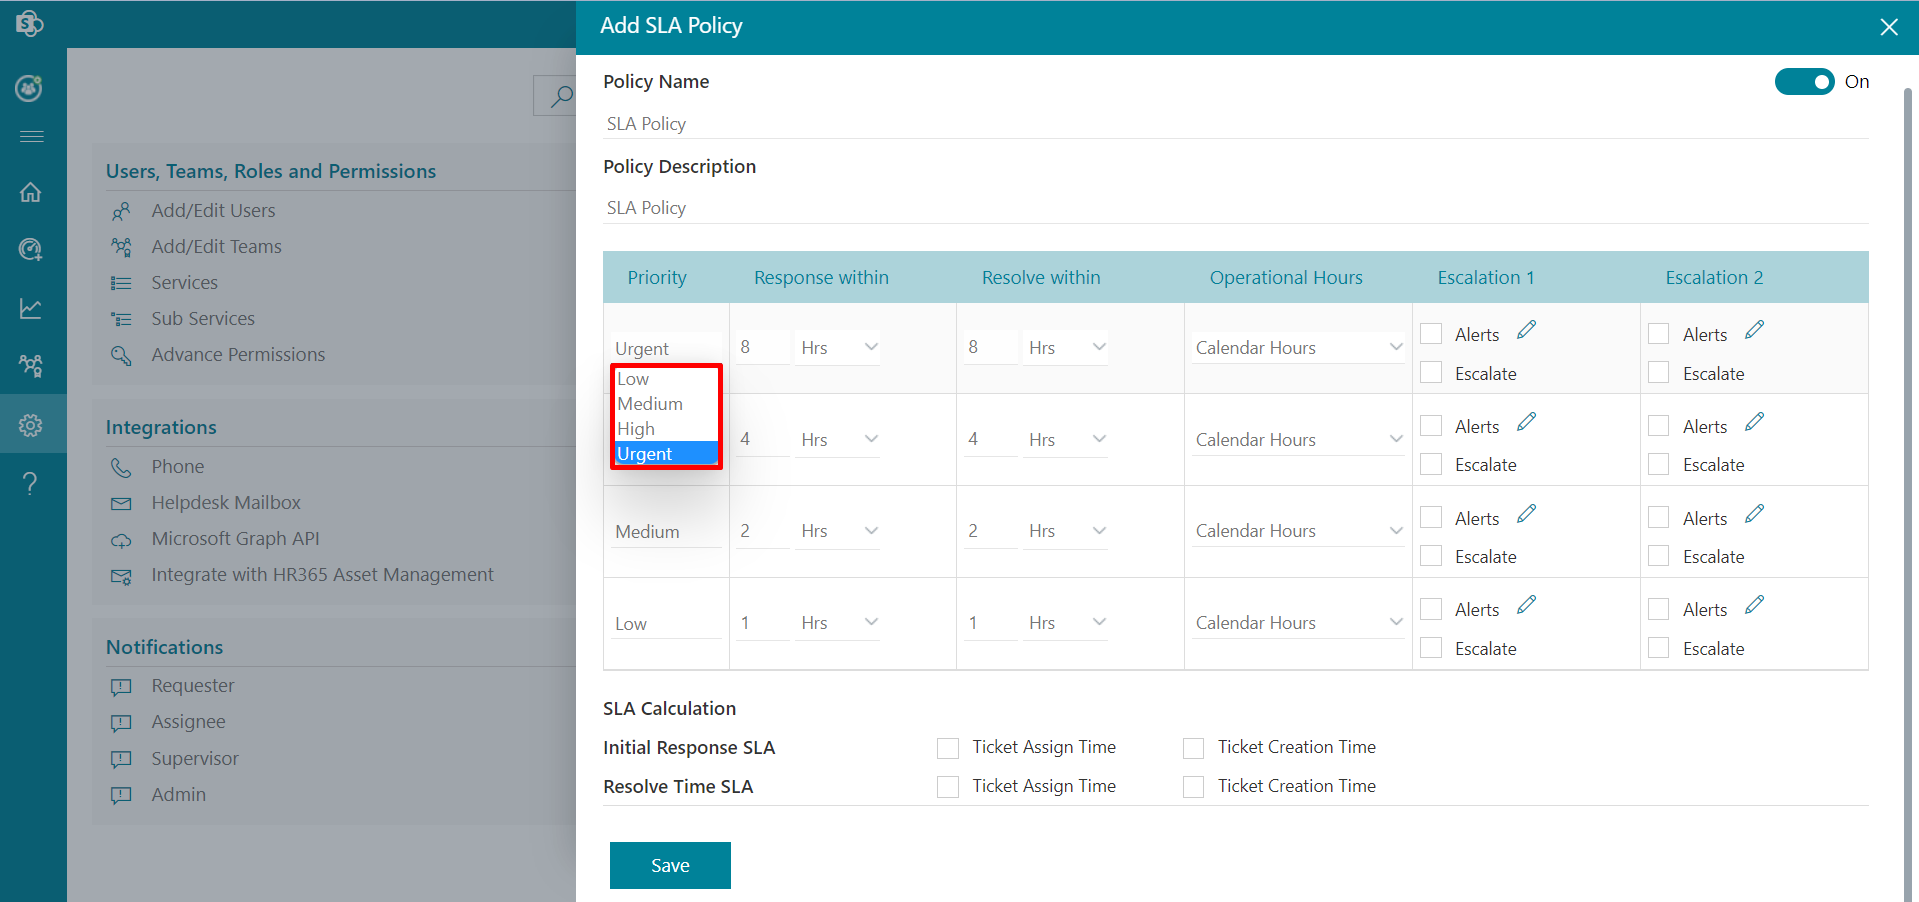 Add SLA Policy
Policy Name
On
SLA Policy
Policy Description
SLA Policy
Users, Teams, Roles and Permissions
Add/Edit Users
Add/Edit Teams
Services
Sub Services
Advance Permissions
Integrations
Phone
Helpdesk Mailbox
Microsoft Graph API
Integrate with HR365 Asset Management
Notifications
Requester
Assignee
Supervisor
Admin
Priority Response within Resolve within Operational Hours Escalation 1 Escalation 2
Urgent 8 Hrs 8 Hrs Calendar Hours Alerts Alerts
Escalate Escalate
Low
Medium
High
Urgent
4 Hrs 4 Hrs Calendar Hours Alerts Alerts
Escalate Escalate
Medium 2 Hrs 2 Hrs Calendar Hours Alerts Alerts
Escalate Escalate
Low 1 Hrs 1 Hrs Calendar Hours Alerts Alerts
Escalate Escalate
SLA Calculation
Initial Response SLA Ticket Assign Time Ticket Creation Time
Resolve Time SLA Ticket Assign Time Ticket Creation Time
Save